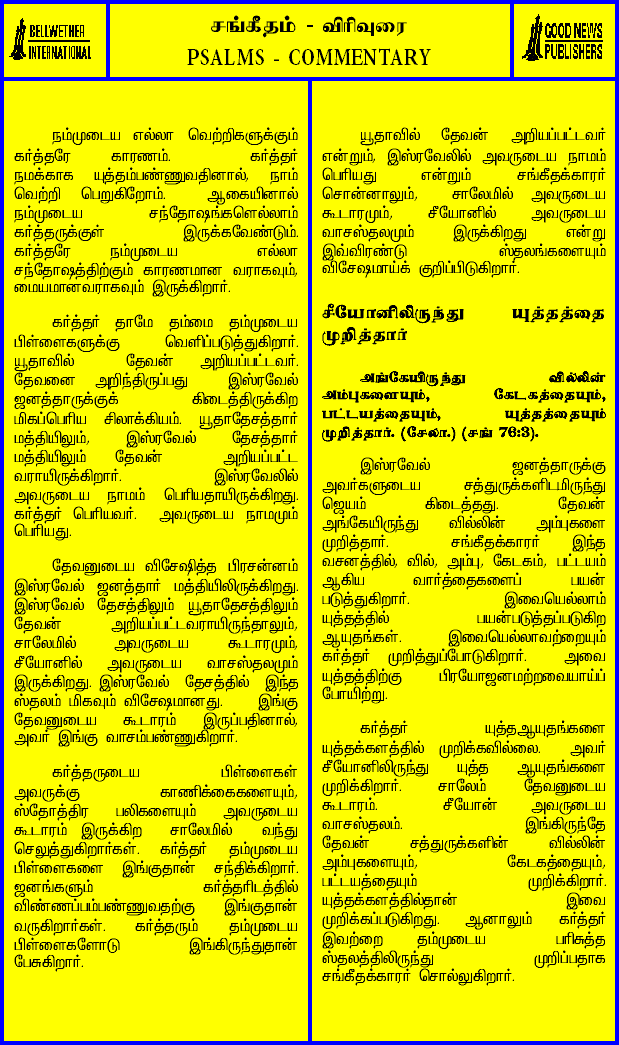 BELLWETHER
INTERNATIONAL
சங்கீதம் - விரிவுரை
PSALMS - COMMENTARY
GOOD NEWS
PUBLISHERS
நம்முடைய எல்லா வெற்றிகளுக்கும்
கர்த்தரே காரணம். கர்த்தர்
நமக்காக யுத்தம்பண்ணுவதினால், நாம்
வெற்றி பெறுகிறோம். ஆகையினால்
நம்முடைய சந்தோஷங்களெல்லாம்
கர்த்தருக்குள் இருக்கவேண்டும்.
கர்த்தரே நம்முடைய எல்லா
சந்தோஷத்திற்கும் காரணமான வராகவும்,
மையமானவராகவும் இருக்கிறார்.
கர்த்தர் தாமே தம்மை தம்முடைய
பிள்ளைகளுக்கு வெளிப்படுத்துகிறார்.
யூதாவில் தேவன் அறியப்பட்டவர்.
தேவனை அறிந்திருப்பது இஸ்ரவேல்
ஜனத்தாருக்குக் கிடைத்திருக்கிற
மிகப்பெரிய சிலாக்கியம். யூதாதேசத்தார்
மத்தியிலும், இஸ்ரவேல் தேசத்தார்
மத்தியிலும் தேவன் அறியப்பட்ட
வராயிருக்கிறார். இஸ்ரவேலில்
அவருடைய நாமம் பெரியதாயிருக்கிறது.
கர்த்தர் பெரியவர். அவருடைய நாமமும்
பெரியது.
தேவனுடைய விசேஷித்த பிரசன்னம்
இஸ்ரவேல் ஜனத்தார் மத்தியிலிருக்கிறது.
இஸ்ரவேல் தேசத்திலும் யூதாதேசத்திலும்
தேவன் அறியப்பட்டவராயிருந்தாலும்,
சாலேமில் அவருடைய கூடாரமும்,
சீயோனில் அவருடைய வாசஸ்தலமும்
இருக்கிறது. இஸ்ரவேல் தேசத்தில் இந்த
ஸ்தலம் மிகவும் விசேஷமானது. இங்கு
தேவனுடைய கூடாரம் இருப்பதினால்,
அவர் இங்கு வாசம்பண்ணுகிறார்.
கர்த்தருடைய பிள்ளைகள்
அவருக்கு காணிக்கைகளையும்,
ஸ்தோத்திர பலிகளையும் அவருடைய
கூடாரம் இருக்கிற சாலேமில் வந்து
செலுத்துகிறார்கள். கர்த்தர் தம்முடைய
பிள்ளைகளை இங்குதான் சந்திக்கிறார்.
ஜனங்களும் கர்த்தரிடத்தில்
விண்ணப்பம்பண்ணுவதற்கு இங்குதான்
வருகிறார்கள். கர்த்தரும் தம்முடைய
பிள்ளைகளோடு இங்கிருந்துதான்
பேசுகிறார்.
யூதாவில் தேவன் அறியப்பட்டவர்
என்றும், இஸ்ரவேலில் அவருடைய நாமம்
பெரியது என்றும் சங்கீதக்காரர்
சொன்னாலும், சாலேமில் அவருடைய
கூடாரமும், சீயோனில் அவருடைய
வாசஸ்தலமும் இருக்கிறது என்று
இவ்விரண்டு ஸ்தலங்களையும்
விசேஷமாய்க் குறிப்பிடுகிறார்.
சீயோனிலிருந்து யுத்தத்தை
முறித்தார்
அங்கேயிருந்து வில்லின்
அம்புகளையும், கேடகத்தையும்,
பட்டயத்தையும், யுத்தத்தையும்
முறித்தார். (சேலா.) (சங் 76:3).
இஸ்ரவேல் ஜனத்தாருக்கு
அவர்களுடைய சத்துருக்களிடமிருந்து
ஜெயம் கிடைத்தது. தேவன்
அங்கேயிருந்து வில்லின் அம்புகளை
முறித்தார். சங்கீதக்காரர் இந்த
வசனத்தில், வில், அம்பு, கேடகம், பட்டயம்
ஆகிய வார்த்தைகளைப் பயன்
படுத்துகிறார். இவையெல்லாம்
யுத்தத்தில் பயன்படுத்தப்படுகிற
ஆயுதங்கள். இவையெல்லாவற்றையும்
கர்த்தர் முறித்துப்போடுகிறார். அவை
யுத்தத்திற்கு பிரயோஜனமற்றவையாய்ப்
போயிற்று.
கர்த்தர் யுத்தஆயுதங்களை
யுத்தக்களத்தில் முறிக்கவில்லை. அவர்
சீயோனிலிருந்து யுத்த ஆயுதங்களை
முறிக்கிறார். சாலேம் தேவனுடைய
கூடாரம். சீயோன் அவருடைய
வாசஸ்தலம். இங்கிருந்தே
தேவன் சத்துருக்களின் வில்லின்
அம்புகளையும், கேடகத்தையும்,
பட்டயத்தையும் முறிக்கிறார்.
யுத்தக்களத்தில்தான் இவை
முறிக்கப்படுகிறது. ஆனாலும் கர்த்தர்
இவற்றை தம்முடைய பரிசுத்த
ஸ்தலத்திலிருந்து முறிப்பதாக
சங்கீதக்காரர் சொல்லுகிறார்.